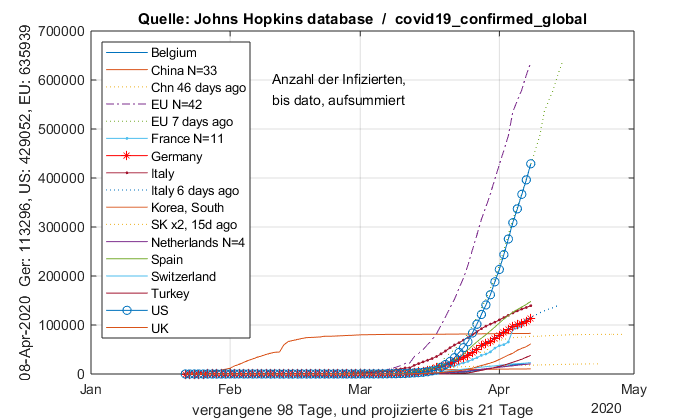 Quelle: Johns Hopkins database / covid19_confirmed_global
08-Apr-2020 Ger: 113296, US: 429052, EU: 635939
700000
600000
500000
400000
300000
200000
100000
0
Belgium
China N=33
Chn 46 days ago
EU N=42
EU 7 days ago
France N=11
Germany
Italy
Italy 6 days ago
Korea, South
SK x2, 15d ago
Netherlands N=4
Spain
Switzerland
Turkey
US
UK
Anzahl der Infizierten,
bis dato, aufsummiert
Jan Feb Mar Apr May
vergangene 98 Tage, und projizierte 6 bis 21 Tage
2020